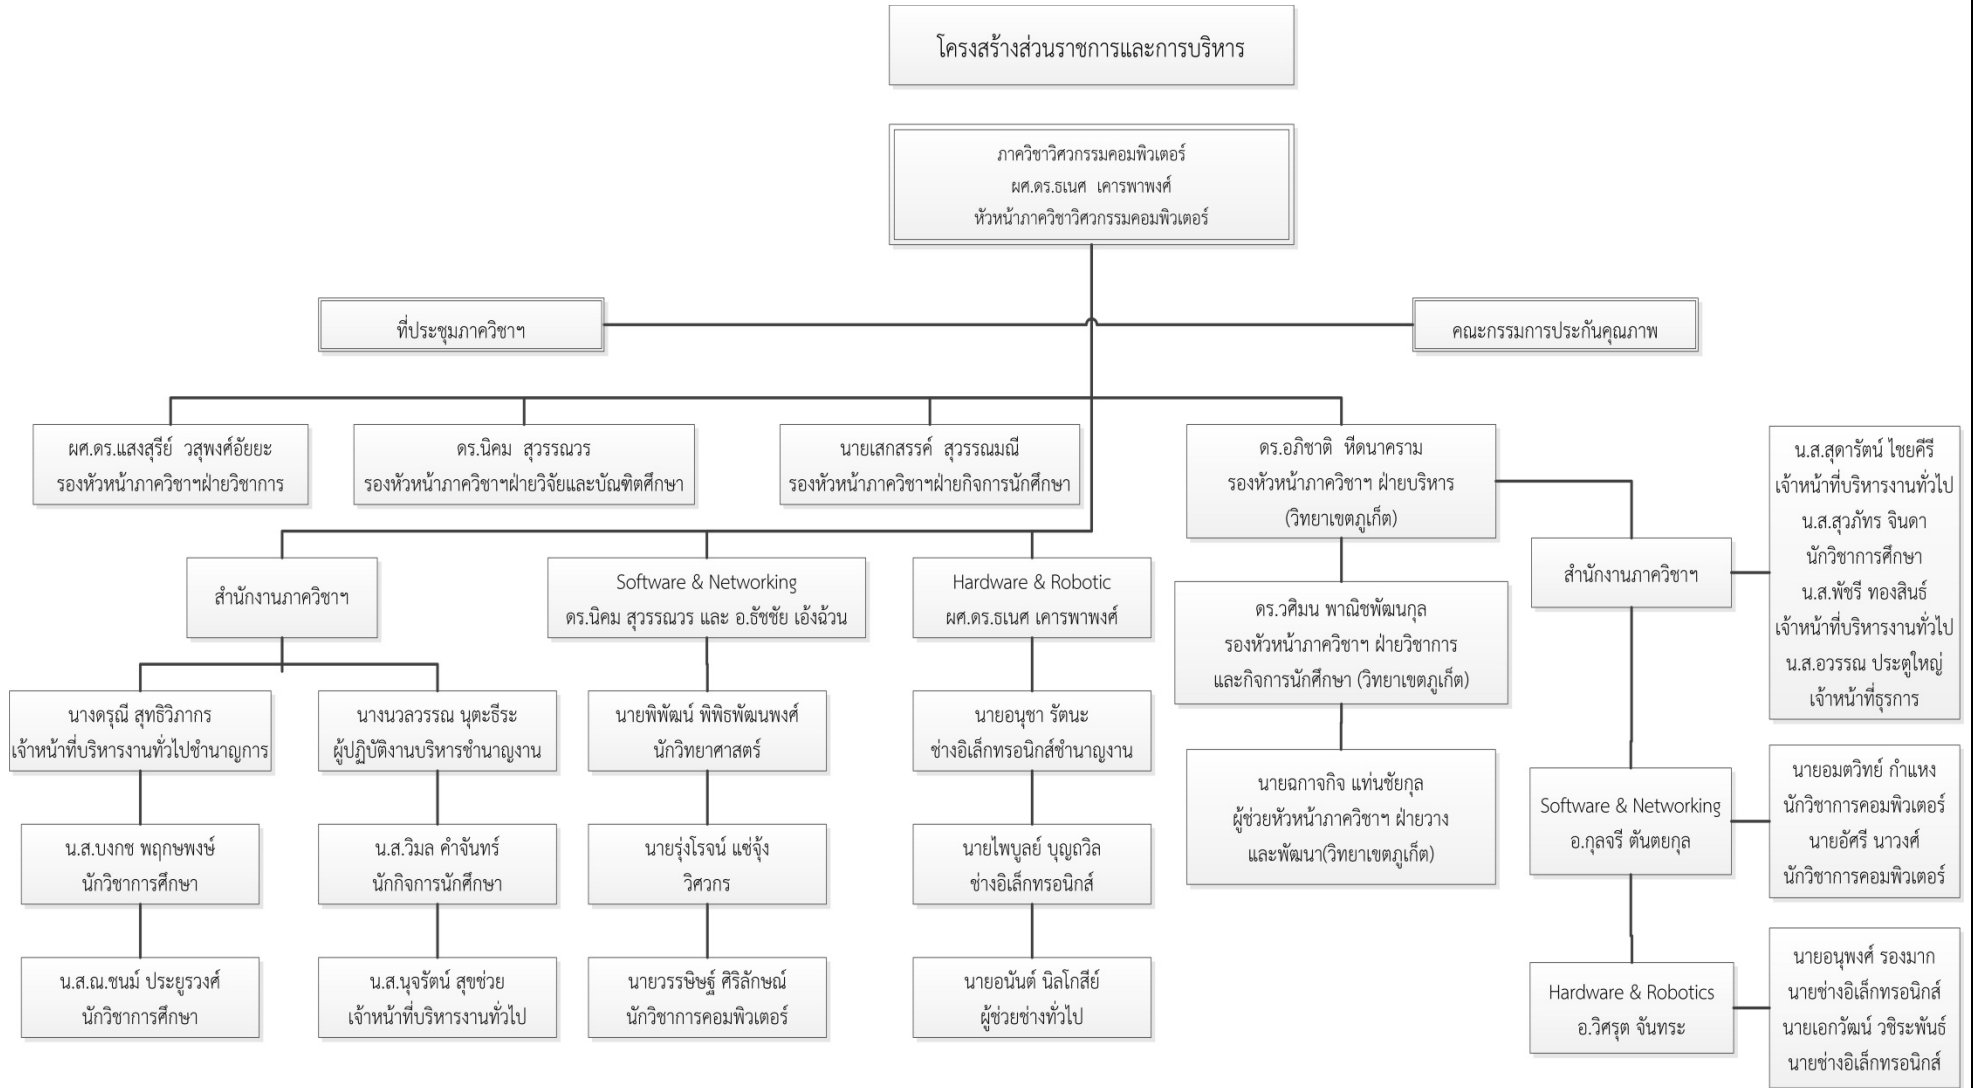 โครงสร้างส่วนราชการและการบริหาร
ภาควิชาวิศวกรรมคอมพิวเตอร์
ผศ.ดร.ธเนศ เคารพาพงศ์
หัวหน้าภาควิชาวิศวกรรมคอมพิวเตอร์
ที่ประชุมภาควิชาฯ
คณะกรรมการประกันคุณภาพ
ผศ.ดร.แสงสุรีย์ วสุพงศ์อัยยะ
รองหัวหน้าภาควิชาฯฝ่ายวิชาการ
ดร.นิคม สุวรรณวร
รองหัวหน้าภาควิชาฯฝ่ายวิจัยและบัณฑิตศึกษา
นายเสกสรรค์ สุวรรณมณี
รองหัวหน้าภาควิชาฯฝ่ายกิจการนักศึกษา
ดร.อภิชาติ หีดนาคราม
รองหัวหน้าภาควิชาฯ ฝ่ายบริหาร
(วิทยาเขตภูเก็ต)
สำนักงานภาควิชาฯ
Software & Networking
ดร.นิคม สุวรรณวร และ อ.ธัชชัย เอ้งฉ้วน
Hardware & Robotic
ผศ.ดร.ธเนศ เคารพาพงศ์
นางดรุณี สุทธิวิภากร
เจ้าหน้าที่บริหารงานทั่วไปชำนาญการ
นางนวลวรรณ นุตะธีระ
ผู้ปฏิบัติงานบริหารชำนาญงาน
นายพิพัฒน์ พิพิธพัฒนพงศ์
นักวิทยาศาสตร์
นายอนุชา รัตนะ
ช่างอิเล็กทรอนิกส์ชำนาญงาน
น.ส.บงกช พฤกษพงษ์
นักวิชาการศึกษา
น.ส.วิมล คำจันทร์
นักกิจการนักศึกษา
นายรุ่งโรจน์ แซ่จุ้ง
วิศวกร
นายไพบูลย์ บุญถวิล
ช่างอิเล็กทรอนิกส์
น.ส.ณ.ชนม์ ประยูรวงศ์
นักวิชาการศึกษา
น.ส.นุจรัตน์ สุขช่วย
เจ้าหน้าที่บริหารงานทั่วไป
นายวรรษิษฐ์ ศิริลักษณ์
นักวิชาการคอมพิวเตอร์
นายอนันต์ นิลโกสีย์
ผู้ช่วยช่างทั่วไป
ดร.วศิมน พาณิชพัฒนกุล
รองหัวหน้าภาควิชาฯ ฝ่ายวิชาการ
และกิจการนักศึกษา (วิทยาเขตภูเก็ต)
นายฉกาจกิจ แท่นชัยกุล
ผู้ช่วยหัวหน้าภาควิชาฯ ฝ่ายวาง
และพัฒนา(วิทยาเขตภูเก็ต)
สำนักงานภาควิชาฯ
น.ส.สุดารัตน์ ไชยคีรี
เจ้าหน้าที่บริหารงานทั่วไป
น.ส.สุวภัทร จินดา
นักวิชาการศึกษา
น.ส.พัชรี ทองสินธ์
เจ้าหน้าที่บริหารงานทั่วไป
น.ส.อวรรณ ประตูใหญ่
เจ้าหน้าที่ธุรการ
Software & Networking
อ.กุลจรี ตันตยกุล
นายอมตวิทย์ กำแหง
นักวิชาการคอมพิวเตอร์
นายอัศรี นาวงศ์
นักวิชาการคอมพิวเตอร์
Hardware & Robotics
อ.วิศรุต จันทระ
นายอนุพงศ์ รองมาก
นายช่างอิเล็กทรอนิกส์
นายเอกวัฒน์ วชิระพันธ์
นายช่างอิเล็กทรอนิกส์